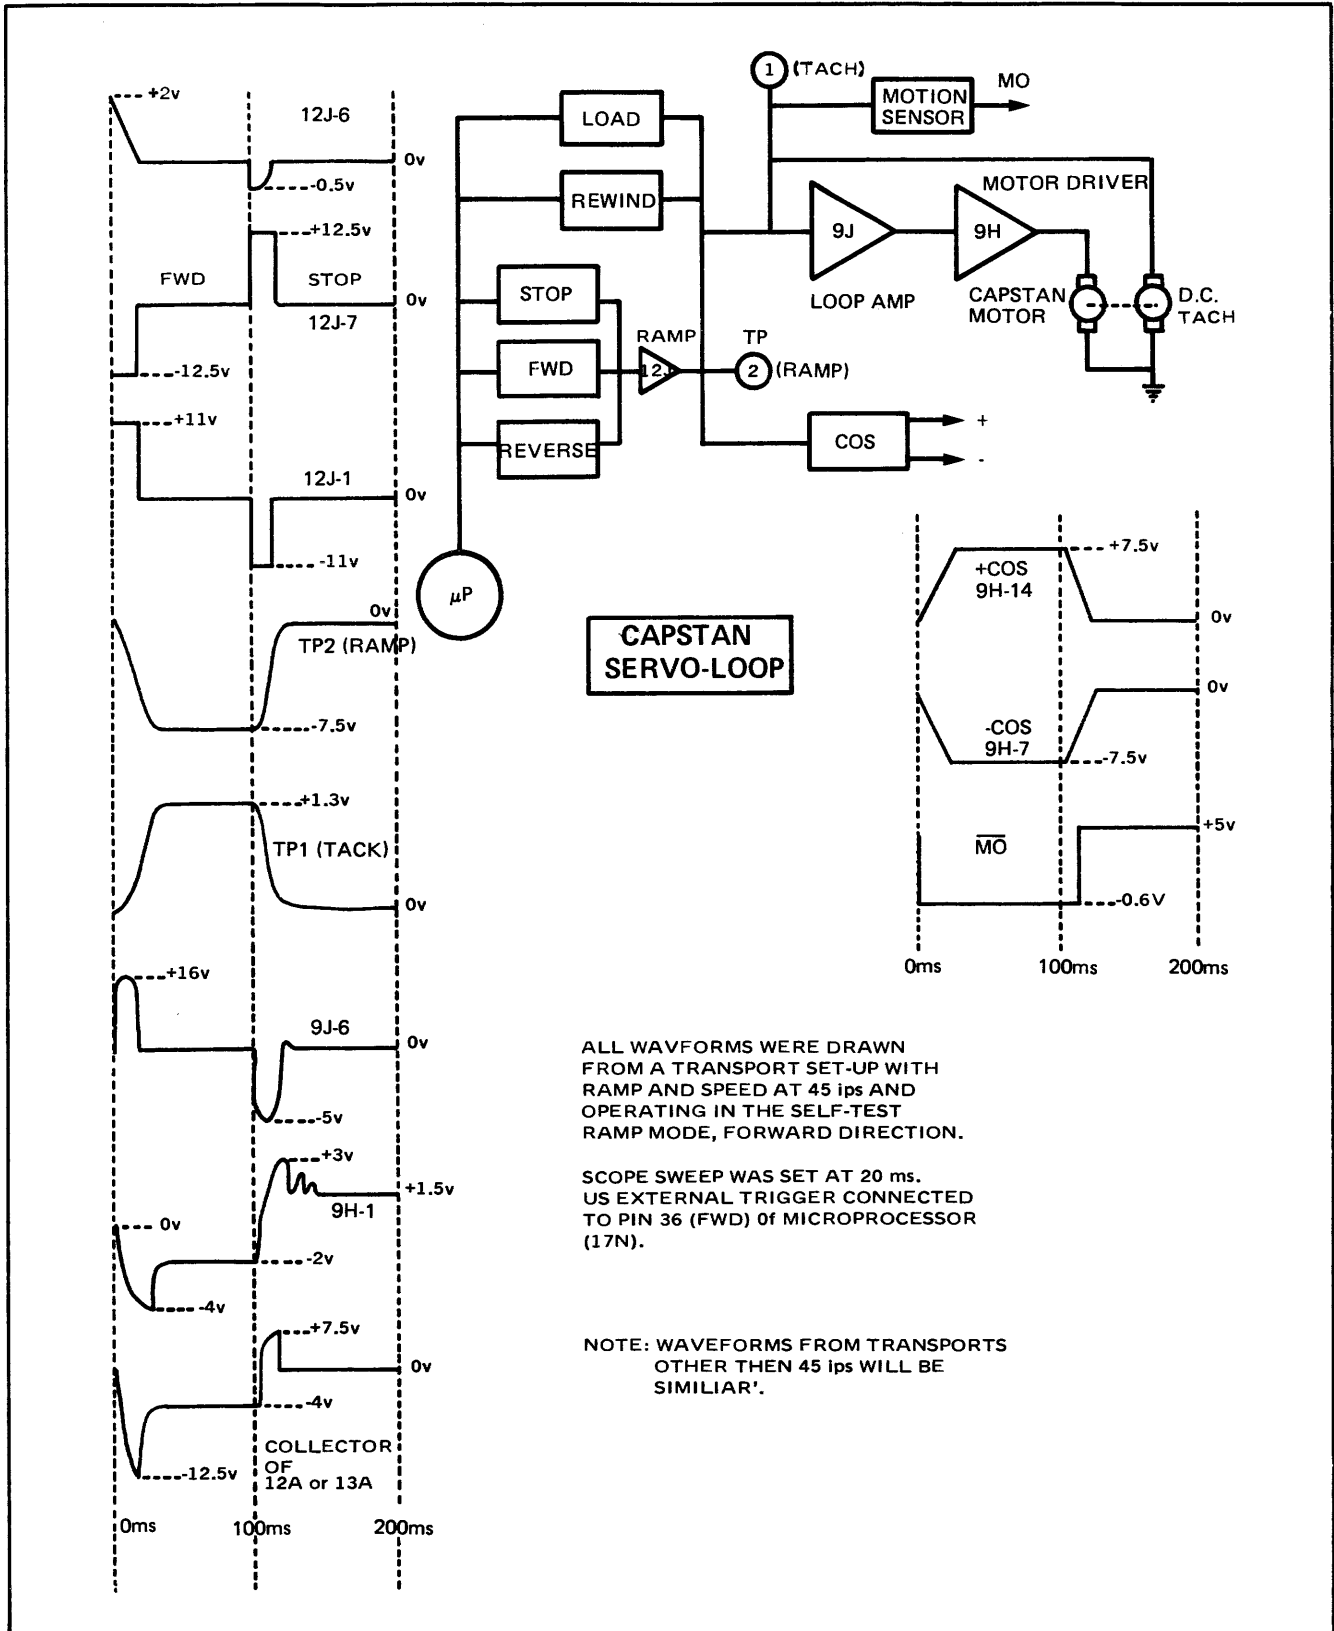 +2v
12J-6
0v
-0.5v
+12.5v
FWD
STOP
0v
12J-7
-12.5v
+11v
12J-1
0v
-11v
0v
TP2 (RAMP)
-7.5v
+1.3v
TP1 (TACK)
0v
+16v
9J-6
0v
-5v
+3v
+1.5v
9H-1
0v
-2v
-4v
+7.5v
0v
-4v
COLLECTOR
OF
12A or 13A
-12.5v
0ms
100ms
200ms
1
(TACH)
MOTION
SENSOR
MO
LOAD
REWIND
MOTOR DRIVER
9J
9H
LOOP AMP
CAPSTAN
MOTOR
D.C.
TACH
STOP
FWD
REVERSE
RAMP
12J
TP
2
(RAMP)
COS
+
-
μP
CAPSTAN
SERVO-LOOP
+7.5v
+COS
9H-14
0v
0v
-COS
9H-7
-7.5v
+5v
MO
-0.6V
0ms
100ms
200ms
ALL WAVFORMS WERE DRAWN
FROM A TRANSPORT SET-UP WITH
RAMP AND SPEED AT 45 ips AND
OPERATING IN THE SELF-TEST
RAMP MODE, FORWARD DIRECTION.
SCOPE SWEEP WAS SET AT 20 ms.
US EXTERNAL TRIGGER CONNECTED
TO PIN 36 (FWD) Of MICROPROCESSOR
(17N).
NOTE: WAVEFORMS FROM TRANSPORTS
OTHER THEN 45 ips WILL BE
SIMILIAR'.